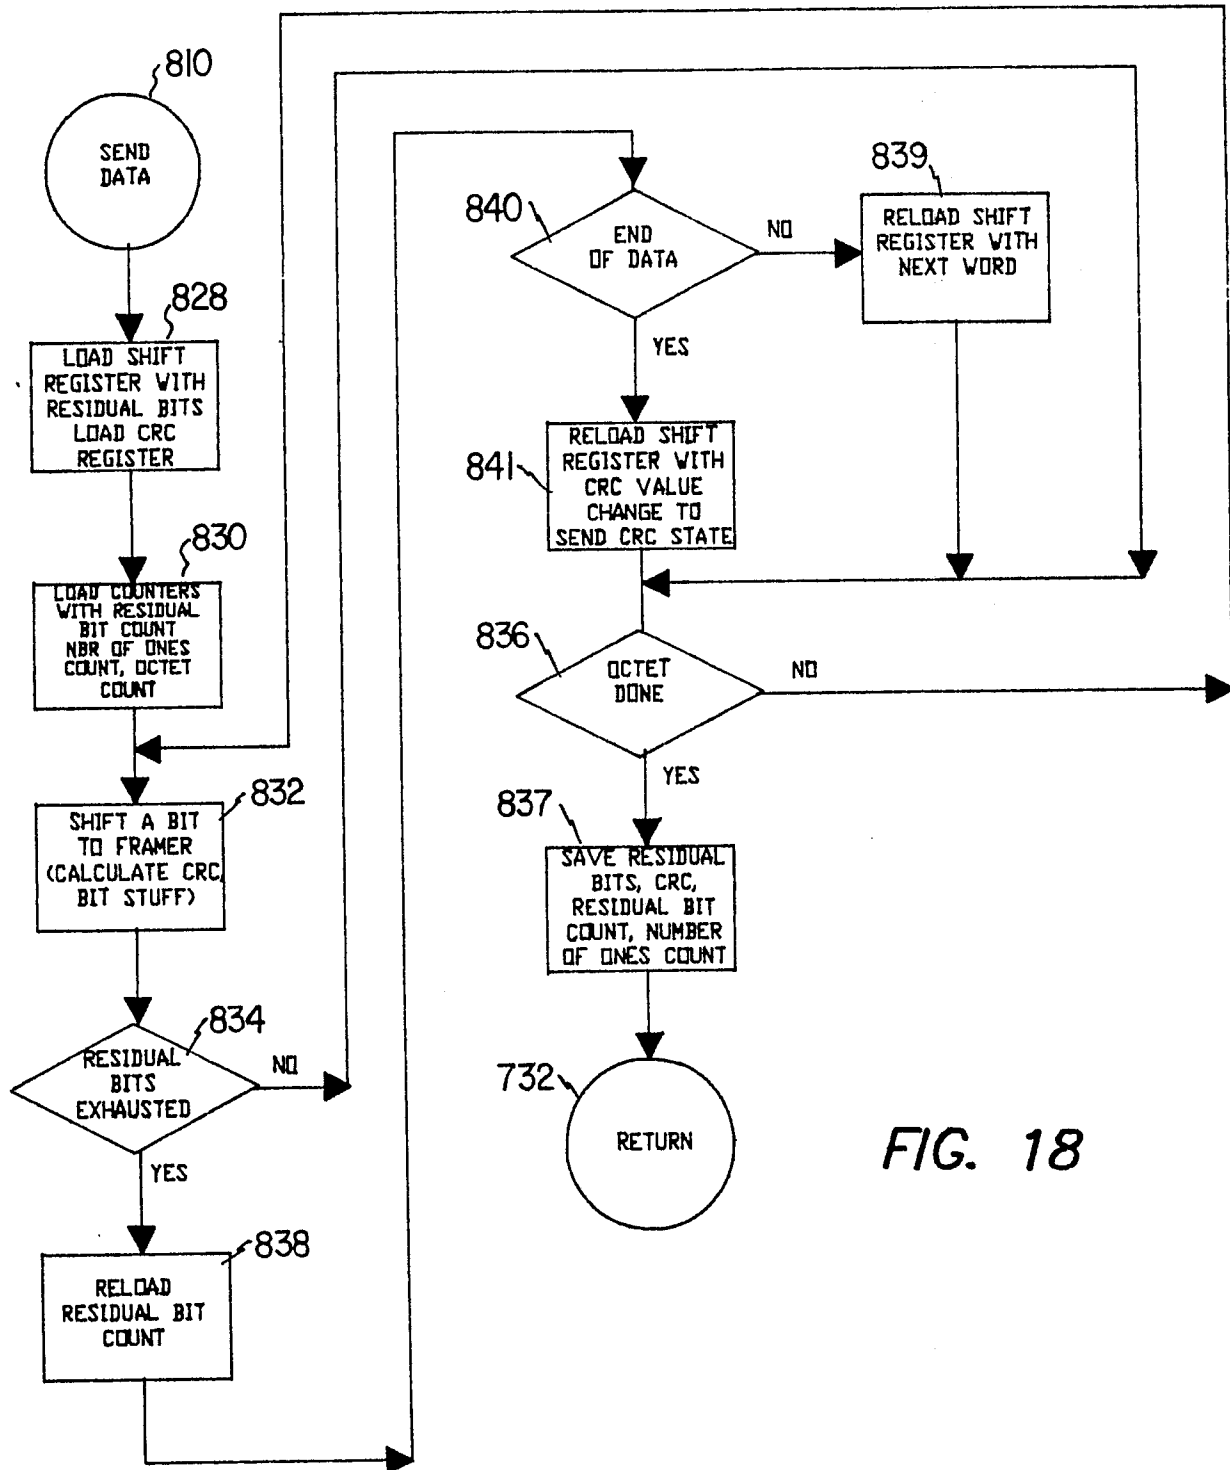 810
SEND
DATA
828
LOAD SHIFT
REGISTER WITH
RESIDUAL BITS
LOAD CRC
REGISTER
830
LOAD COUNTERS
WITH RESIDUAL
BIT COUNT
NBR OF ONES
COUNT, OCTET
COUNT
832
SHIFT A BIT
TO FRAMER
(CALCULATE CRC,
BIT STUFF)
834
RESIDUAL
BITS
EXHAUSTED
NO
YES
838
RELOAD
RESIDUAL BIT
COUNT
840
END
OF DATA
NO
YES
839
RELOAD SHIFT
REGISTER WITH
NEXT WORD
841
RELOAD SHIFT
REGISTER WITH
CRC VALUE
CHANGE TO
SEND CRC STATE
836
OCTET
DONE
NO
YES
837
SAVE RESIDUAL
BITS, CRC,
RESIDUAL BIT
COUNT, NUMBER
OF ONES COUNT
732
RETURN
FIG. 18